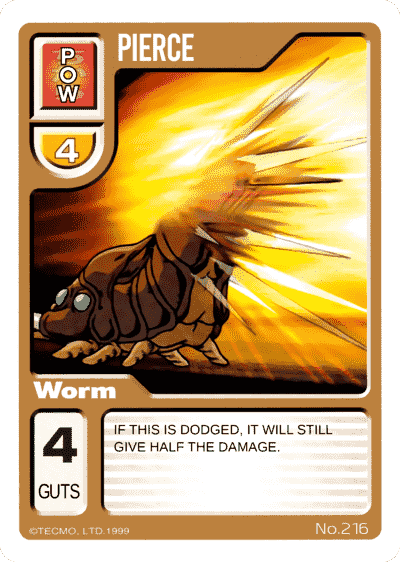 POW
PIERCE
4
Worm
4
GUTS
IF THIS IS DODGED, IT WILL STILL
GIVE HALF THE DAMAGE.
©TECMO, LTD.1999
No.216